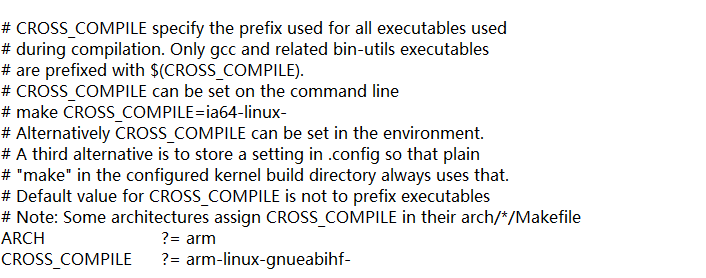 # CROSS_COMPILE specify the prefix used for all executables used
# during compilation. Only gcc and related bin-utils executables
# are prefixed with $(CROSS_COMPILE).
# CROSS_COMPILE can be set on the command line
# make CROSS_COMPILE=ia64-linux-
# Alternatively CROSS_COMPILE can be set in the environment.
# A third alternative is to store a setting in .config so that plain
# "make" in the configured kernel build directory always uses that.
# Default value for CROSS_COMPILE is not to prefix executables
# Note: Some architectures assign CROSS_COMPILE in their arch/*/Makefile
ARCH ?= arm
CROSS_COMPILE ?= arm-linux-gnueabihf-